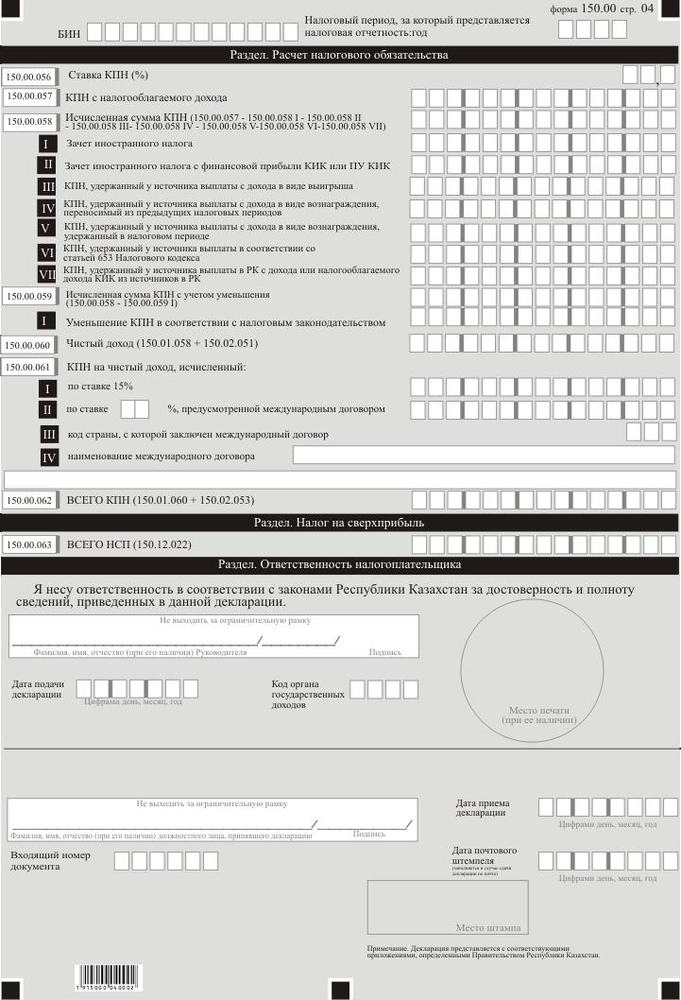 форма 150.00 стр. 04
БИН
Налоговый период, за который представляется
налоговая отчетность:год
Раздел. Расчет налогового обязательства
150.00.056 Ставка КПН (%) ,
150.00.057 КПН с налогооблагаемого дохода
150.00.058 Исчисленная сумма КПН (150.00.057 - 150.00.058 I - 150.00.058 II
- 150.00.058 III- 150.00.058 IV - 150.00.058 V-150.00.058 VI-150.00.058 VII)
I Зачет иностранного налога
II Зачет иностранного налога с финансовой прибыли КИК или ПУ КИК
III КПН, удержанный у источника выплаты с дохода в виде выигрыша
IV КПН, удержанный у источника выплаты с дохода в виде вознаграждения,
переносимый из предыдущих налоговых периодов
V КПН, удержанный у источника выплаты с дохода в виде вознаграждения,
удержанный в налоговом периоде
VI КПН, удержанный у источника выплаты в соответствии со
статьей 653 Налогового кодекса
VII КПН, удержанный у источника выплаты в РК с дохода или налогооблагаемого
дохода КИК из источников в РК
150.00.059 Исчисленная сумма КПН с учетом уменьшения
(150.00.058 - 150.00.059 I)
I Уменьшение КПН в соответствии с налоговым законодательством
150.00.060 Чистый доход (150.01.058 + 150.02.051)
150.00.061 КПН на чистый доход, исчисленный:
I по ставке 15%
II по ставке %, предусмотренной международным договором
III код страны, с которой заключен международный договор
IV наименование международного договора
150.00.062 ВСЕГО КПН (150.01.060 + 150.02.053)
Раздел. Налог на сверхприбыль
150.00.063 ВСЕГО НСП (150.12.022)
Раздел. Ответственность налогоплательщика
Я несу ответственность в соответствии с законами Республики Казахстан за достоверность и полноту
сведений, приведенных в данной декларации.
Не выходить за ограничительную рамку
/ /
Фамилия, имя, отчество (при его наличии) Руководителя Подпись
Дата подачи
декларации
Цифрами день, месяц, год
Код органа
государственных
доходов
Место печати
(при ее наличии)
Не выходить за ограничительную рамку
/ /
Фамилия, имя, отчество (при его наличии) должностного лица, принявшего декларацию Подпись
Дата приема
декларации
Цифрами день, месяц, год
Входящий номер
документа
Дата почтового
штемпеля
(заполняется в случае сдачи
декларации по почте)
Цифрами день, месяц, год
Место штампа
Примечание. Декларация представляется с соответствующими
приложениями, определенными Правительством Республики Казахстан.
1 915000 040002